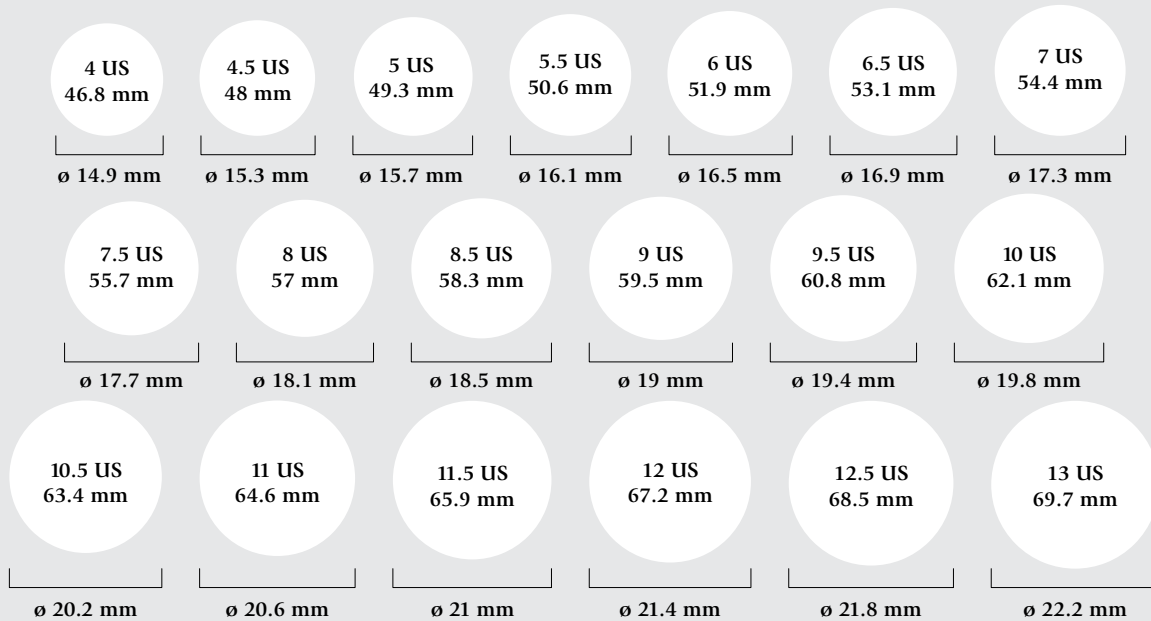 4 US
46.8 mm
4.5 US
48 mm
5 US
49.3 mm
5.5 US
50.6 mm
6 US
51.9 mm
6.5 US
53.1 mm
7 US
54.4 mm
ø 14.9 mm
ø 15.3 mm
ø 15.7 mm
ø 16.1 mm
ø 16.5 mm
ø 16.9 mm
ø 17.3 mm
7.5 US
55.7 mm
8 US
57 mm
8.5 US
58.3 mm
9 US
59.5 mm
9.5 US
60.8 mm
10 US
62.1 mm
ø 17.7 mm
ø 18.1 mm
ø 18.5 mm
ø 19 mm
ø 19.4 mm
ø 19.8 mm
10.5 US
63.4 mm
11 US
64.6 mm
11.5 US
65.9 mm
12 US
67.2 mm
12.5 US
68.5 mm
13 US
69.7 mm
ø 20.2 mm
ø 20.6 mm
ø 21 mm
ø 21.4 mm
ø 21.8 mm
ø 22.2 mm